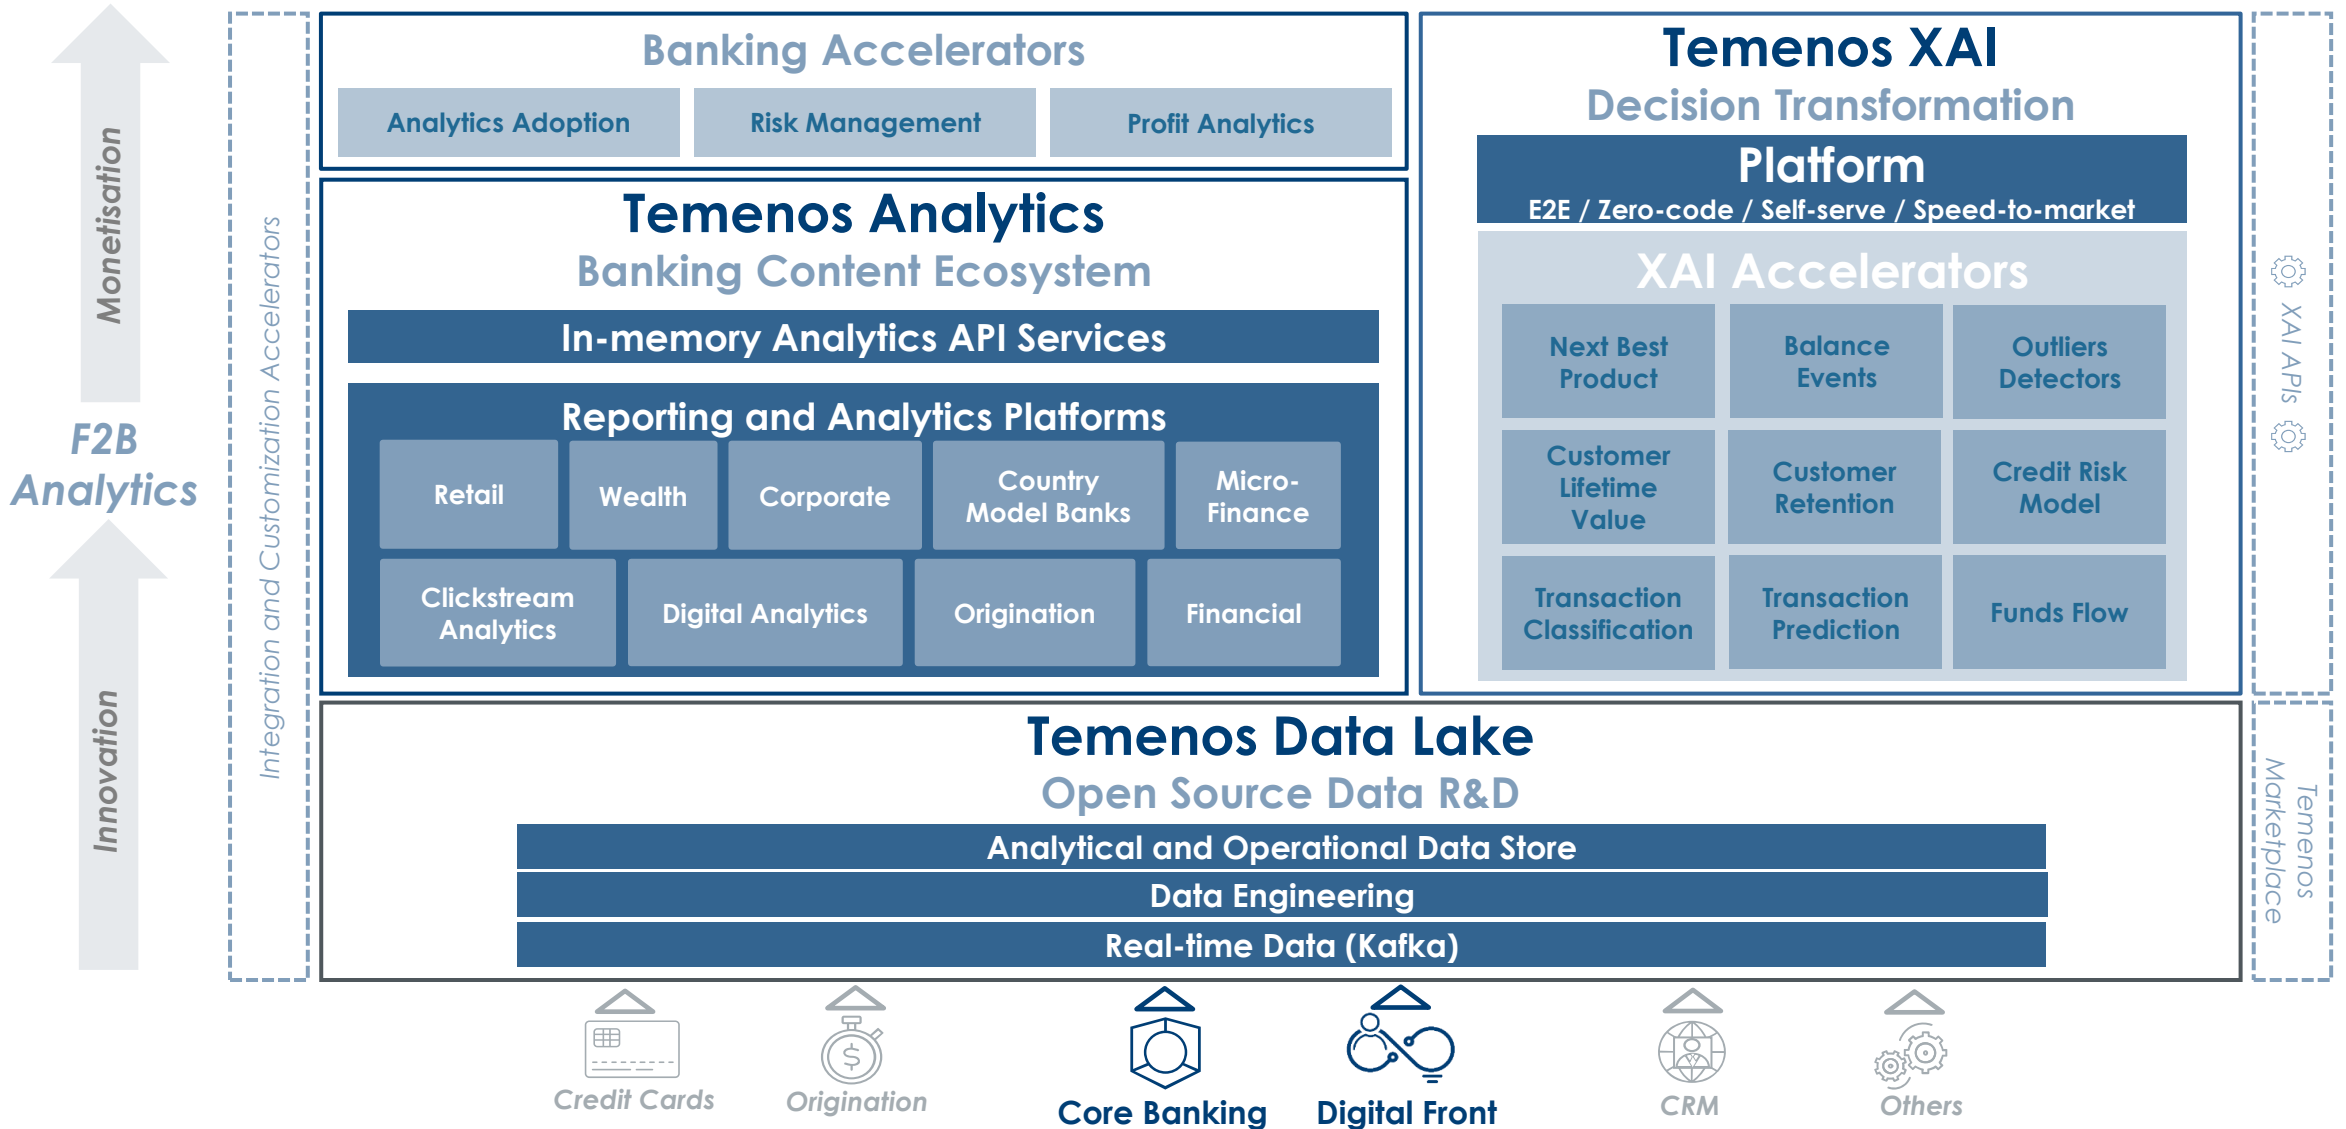 Monetisation
F2B
Analytics
Innovation
Integration and Customization Accelerators
Banking Accelerators
Analytics Adoption
Risk Management
Profit Analytics
Temenos Analytics
Banking Content Ecosystem
In-memory Analytics API Services
Reporting and Analytics Platforms
Retail
Wealth
Corporate
Country
Model Banks
Micro-
Finance
Clickstream
Analytics
Digital Analytics
Origination
Financial
Temenos XAI
Decision Transformation
Platform
E2E / Zero-code / Self-serve / Speed-to-market
XAI Accelerators
Next Best
Product
Balance
Events
Outliers
Detectors
Customer
Lifetime
Value
Customer
Retention
Credit Risk
Model
Transaction
Classification
Transaction
Prediction
Funds Flow
XAI APIs
Temenos Data Lake
Open Source Data R&D
Analytical and Operational Data Store
Data Engineering
Real-time Data (Kafka)
Temenos
Marketplace
$
Credit Cards
Origination
Core Banking
Digital Front
CRM
Others